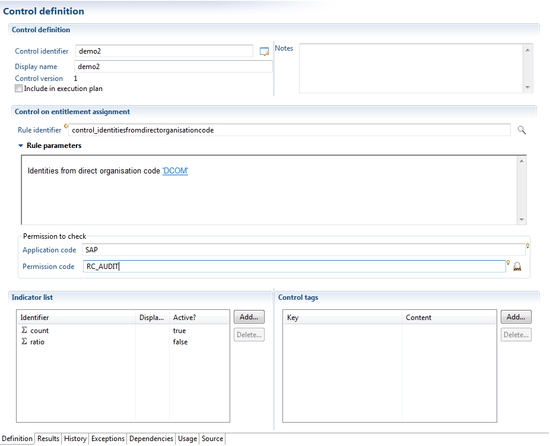 Control definition
Control definition
Control identifier demo2
Notes
Display name demo2
Control version 1
Include in execution plan
Control on entitlement assignment
Rule identifier control_identitiesfromdirectorganisationcode
Rule parameters
Identities from direct organisation code 'DCOM'
Permission to check
Application code SAP
Permission code RC_AUDIT
Indicator list
Control tags
Identifier Displa... Active? Add... Key Content Add...
Σ count true
Delete... Delete...
Σ ratio false
Definition Results History Exceptions Dependencies Usage Source